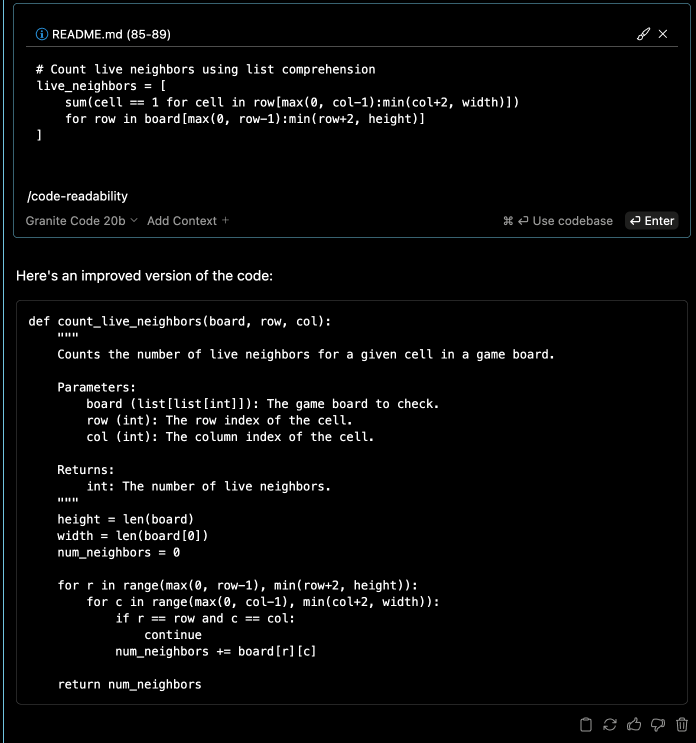 README.md (85-89)
# Count live neighbors using list comprehension
live_neighbors = [
    sum(cell == 1 for cell in row[max(0, col-1):min(col+2, width)])
    for row in board[max(0, row-1):min(row+2, height)]
]
/code-readability
Granite Code 20b Add Context + ⌘ ⏎ Use codebase ⏎ Enter
Here's an improved version of the code:
def count_live_neighbors(board, row, col):
    """
    Counts the number of live neighbors for a given cell in a game board.
    Parameters:
        board (list[list[int]]): The game board to check.
        row (int): The row index of the cell.
        col (int): The column index of the cell.
    Returns:
        int: The number of live neighbors.
    """
    height = len(board)
    width = len(board[0])
    num_neighbors = 0
    for r in range(max(0, row-1), min(row+2, height)):
        for c in range(max(0, col-1), min(col+2, width)):
            if r == row and c == col:
                continue
            num_neighbors += board[r][c]
    return num_neighbors